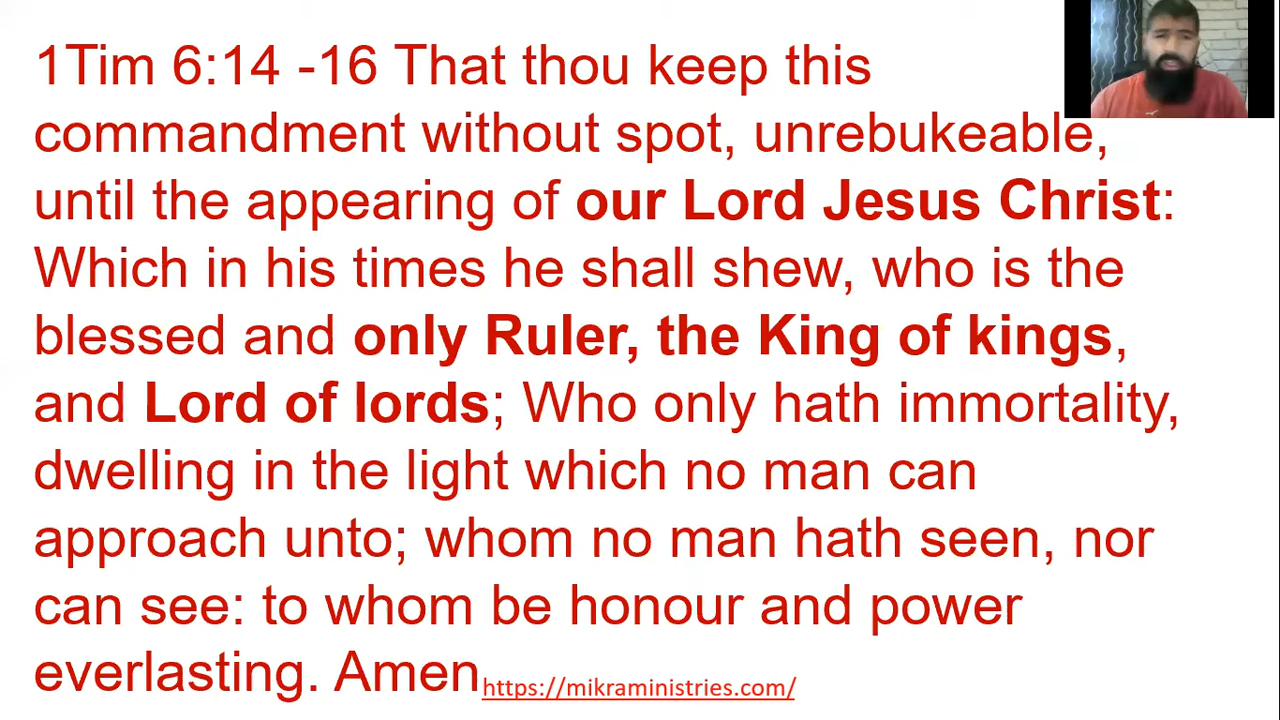 1Tim 6:14 -16 That thou keep this
commandment without spot, unrebukeable,
until the appearing of our Lord Jesus Christ:
Which in his times he shall shew, who is the
blessed and only Ruler, the King of kings,
and Lord of lords; Who only hath immortality,
dwelling in the light which no man can
approach unto; whom no man hath seen, nor
can see: to whom be honour and power
everlasting. Amen
https://mikraministries.com/